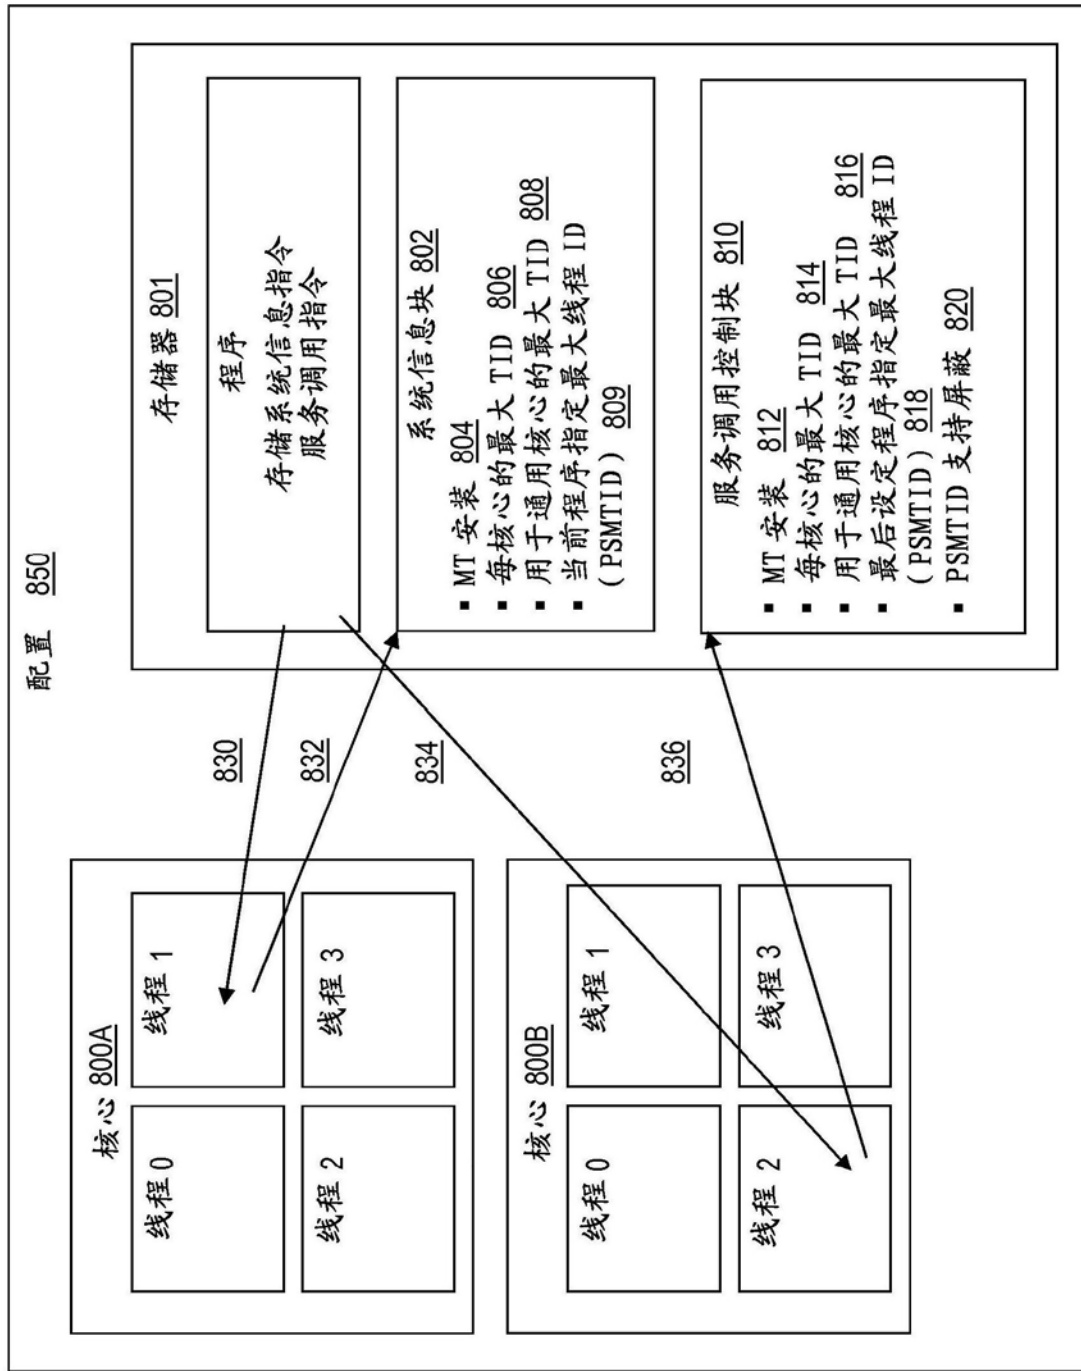 配置 850
核心 800A
线程 0
线程 1
线程 2
线程 3
核心 800B
线程 0
线程 1
线程 2
线程 3
830
832
834
836
存储器 801
程序
存储系统信息指令
服务调用指令
系统信息块 802
▪ MT 安装 804
▪ 每核心的最大 TID 806
▪ 用于通用核心的最大 TID 808
▪ 当前程序指定最大线程 ID
(PSMTID) 809
服务调用控制块 810
▪ MT 安装 812
▪ 每核心的最大 TID 814
▪ 用于通用核心的最大 TID 816
▪ 最后设定程序指定最大线程 ID
(PSMTID) 818
▪ PSMTID 支持屏蔽 820